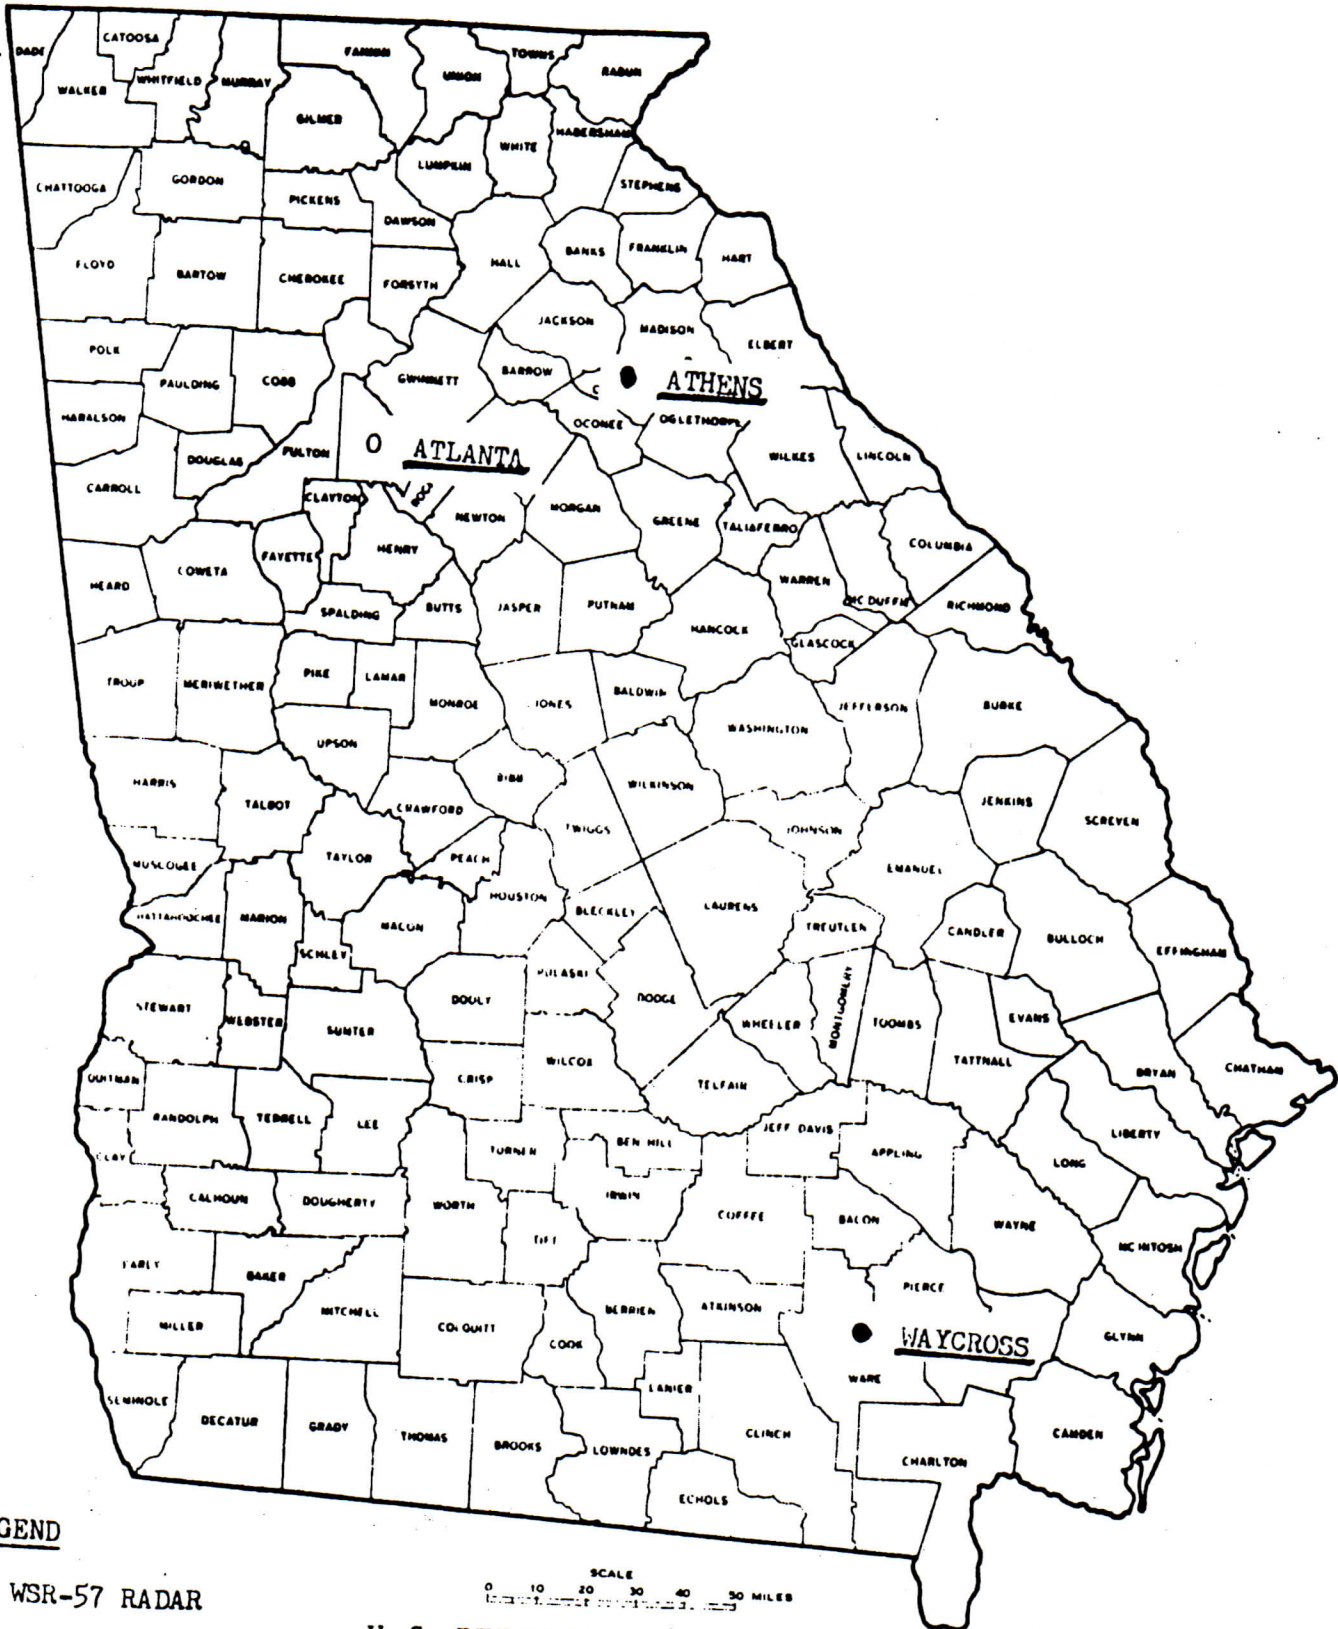 DADE
CATOOSA
WALKER
WHITFIELD
MURRAY
FANNIN
UNION
TOWNS
RABUN
GILMER
LUMPKIN
WHITE
HABERSHAM
CHATTOOGA
GORDON
PICKENS
DAWSON
STEPHENS
FLOYD
BARTOW
CHEROKEE
FORSYTH
HALL
BANKS
FRANKLIN
HART
POLK
PAULDING
COBB
GWINNETT
JACKSON
BARROW
MADISON
ELBERT
ATHENS
HARALSON
DOUGLAS
FULTON
O ATLANTA
OCONEE
OGLETHORPE
WILKES
LINCOLN
CARROLL
CLAYTON
ROCK
NEWTON
MORGAN
GREENE
TALIAFERRO
COLUMBIA
HEARD
COWETA
FAYETTE
HENRY
SPALDING
BUTTS
JASPER
PUTNAM
HANCOCK
WARREN
MC DUFFIE
RICHMOND
GLASCOCK
TROUP
MERIWETHER
PIKE
LAMAR
MONROE
JONES
BALDWIN
WASHINGTON
JEFFERSON
BURKE
UPSON
HARRIS
TALBOT
CRAWFORD
BIBB
TWIGGS
WILKINSON
JOHNSON
JENKINS
SCREVEN
MUSCOGEE
TAYLOR
PEACH
HOUSTON
BLECKLEY
LAURENS
EMANUEL
HATTAHOOCHEE
MARION
SCHLEY
MACON
TREUTLEN
CANDLER
BULLOCH
EFFINGHAM
STEWART
WEBSTER
SUMTER
DOOLY
PULASKI
DODGE
WHEELER
MONTGOMERY
TOOMBS
TATTNALL
EVANS
BRYAN
CHATHAM
QUITMAN
RANDOLPH
TERRELL
LEE
CRISP
WILCOX
TELFAIR
LIBERTY
LONG
CLAY
CALHOUN
DOUGHERTY
WORTH
TURNER
BEN HILL
IRWIN
JEFF DAVIS
APPLING
COFFEE
BACON
WAYNE
MC INTOSH
EARLY
BAKER
MILLER
MITCHELL
TIFT
COLQUITT
COOK
BERRIEN
ATKINSON
PIERCE
WAYCROSS
WARE
GLYNN
SEMINOLE
DECATUR
GRADY
THOMAS
BROOKS
LANIER
LOWNDES
ECHOLS
CLINCH
CHARLTON
CAMDEN
GEND
WSR-57 RADAR
SCALE
0 10 20 30 40 50 MILES